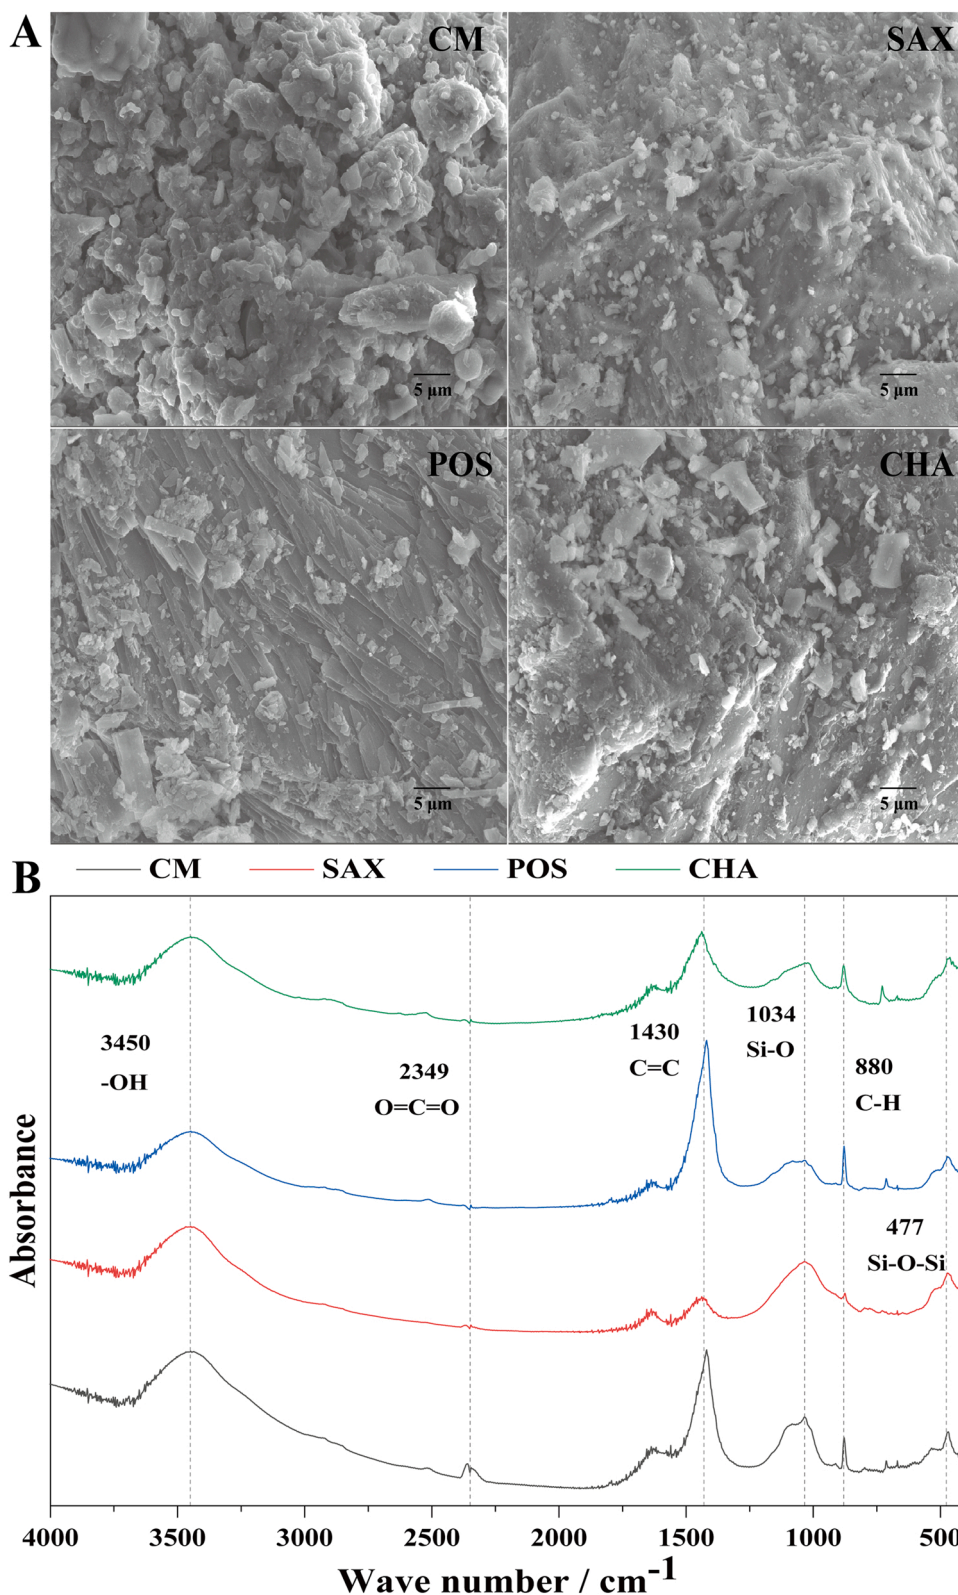 A
CM
SAX
5 μm
5 μm
POS
CHA
5 μm
5 μm
B
CM
SAX
POS
CHA
3450
-OH
2349
O=C=O
1430
C=C
1034
Si-O
880
C-H
477
Si-O-Si
Absorbance
4000
3500
3000
2500
2000
1500
1000
500
Wave number / cm-1